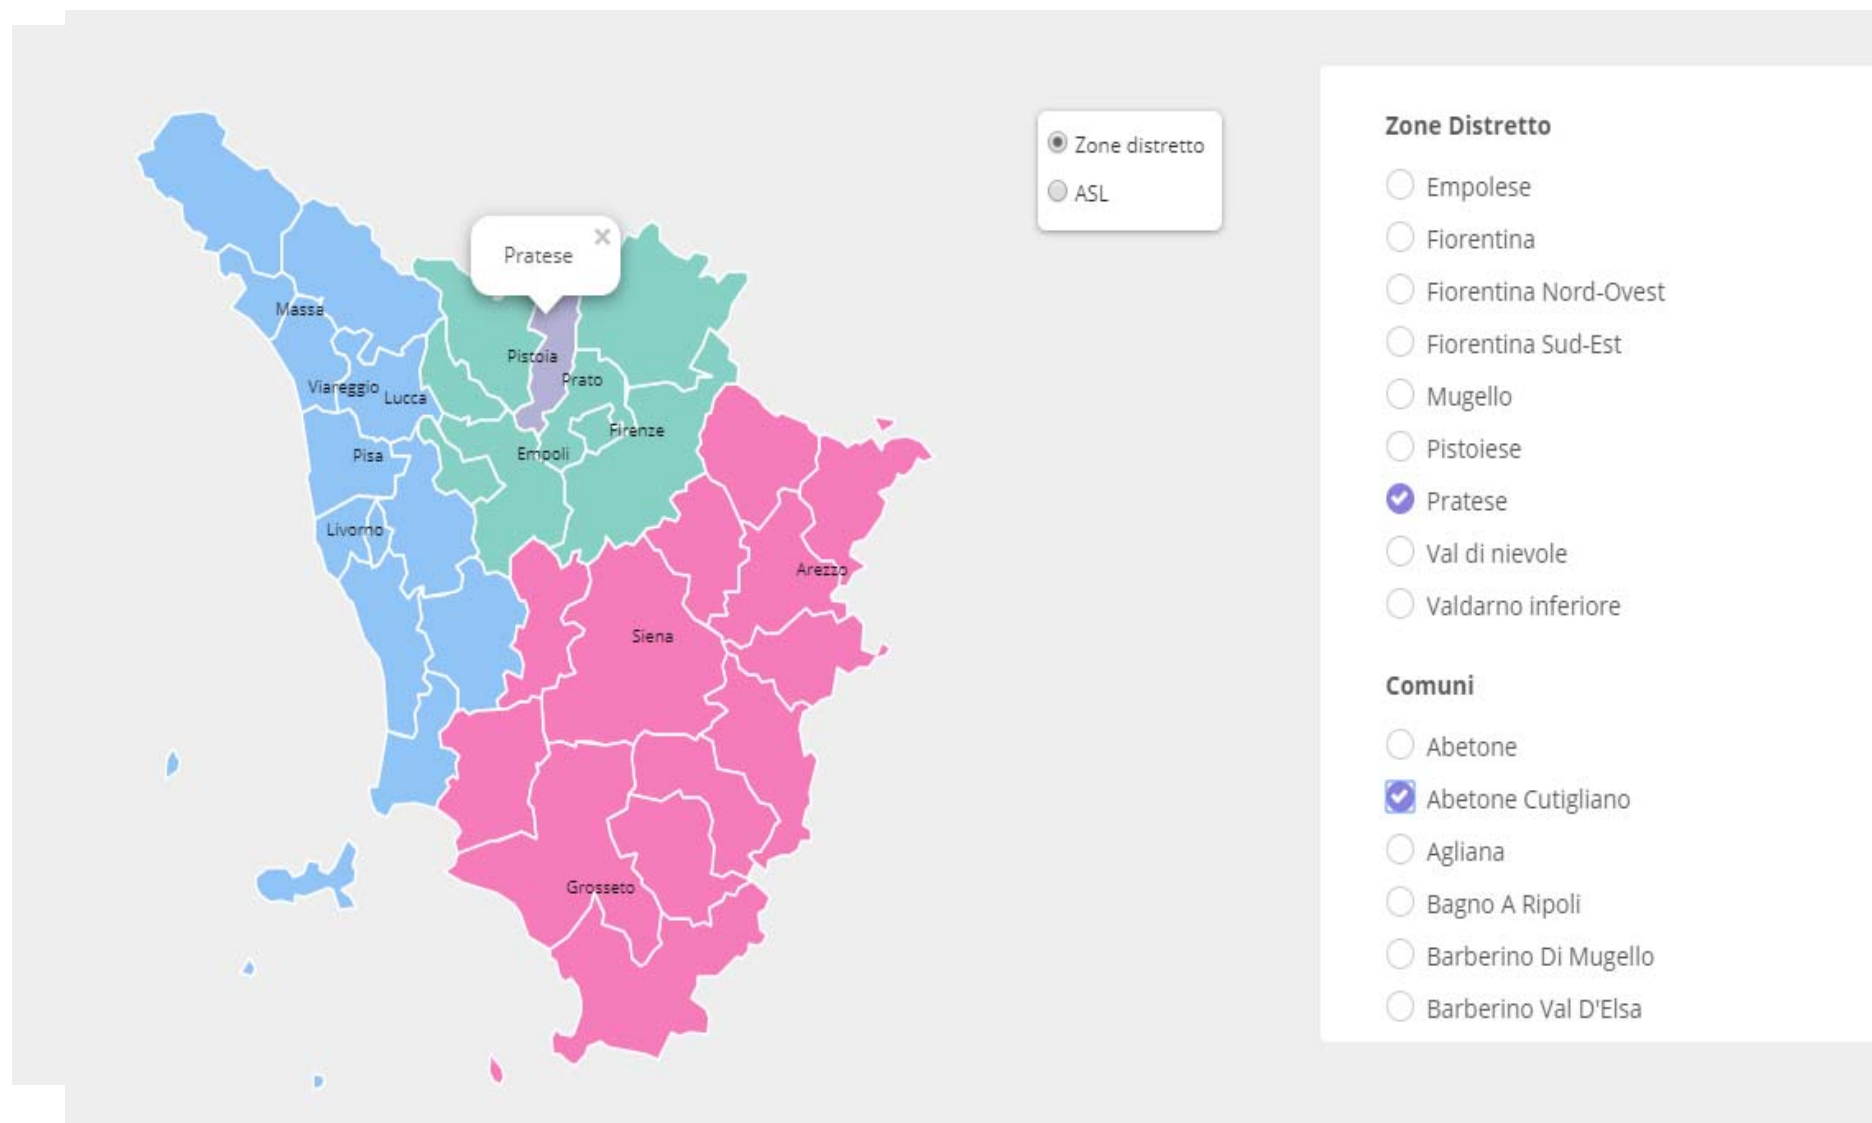 Pratese
×
Massa
Pistoia
Prato
Viareggio
Lucca
Firenze
Empoli
Pisa
Livorno
Arezzo
Siena
Grosseto
Zone distretto
ASL
Zone Distretto
Empolese
Fiorentina
Fiorentina Nord-Ovest
Fiorentina Sud-Est
Mugello
Pistoiese
Pratese
Val di nievole
Valdarno inferiore
Comuni
Abetone
Abetone Cutigliano
Agliana
Bagno A Ripoli
Barberino Di Mugello
Barberino Val D'Elsa